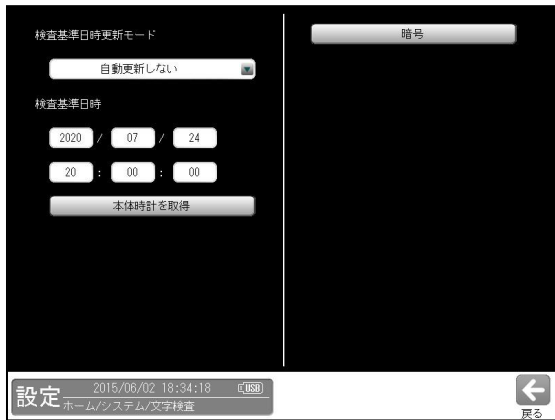 検査基準日時更新モード
自動更新しない
検査基準日時
2020 / 07 / 24
20 : 00 : 00
本体時計を取得
暗号
設定
2015/06/02 18:34:18 USB
ホーム/システム/文字検査
戻る